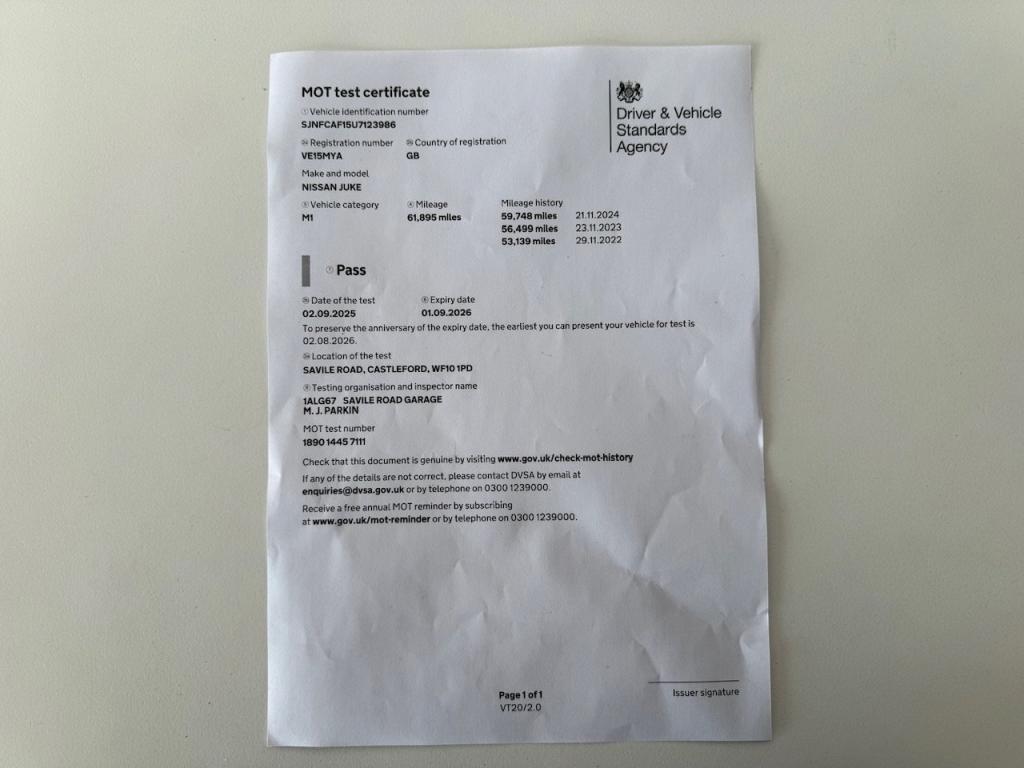 MOT test certificate
Driver & Vehicle
Standards
Agency
① Vehicle identification number
SJNFCAF15U7123986
Registration number Country of registration
VE15MYA GB
Make and model
NISSAN JUKE
Vehicle category Mileage Mileage history
M1 61,895 miles 59,748 miles 21.11.2024
56,499 miles 23.11.2023
53,139 miles 29.11.2022
⑦ Pass
Date of the test Expiry date
02.09.2025 01.09.2026
To preserve the anniversary of the expiry date, the earliest you can present your vehicle for test is
02.08.2026.
Location of the test
SAVILE ROAD, CASTLEFORD, WF10 1PD
Testing organisation and inspector name
1ALG67 SAVILE ROAD GARAGE
M. J. PARKIN
MOT test number
1890 1445 7111
Check that this document is genuine by visiting www.gov.uk/check-mot-history
If any of the details are not correct, please contact DVSA by email at
enquiries@dvsa.gov.uk or by telephone on 0300 1239000.
Receive a free annual MOT reminder by subscribing
at www.gov.uk/mot-reminder or by telephone on 0300 1239000.
Issuer signature
Page 1 of 1
VT20/2.0